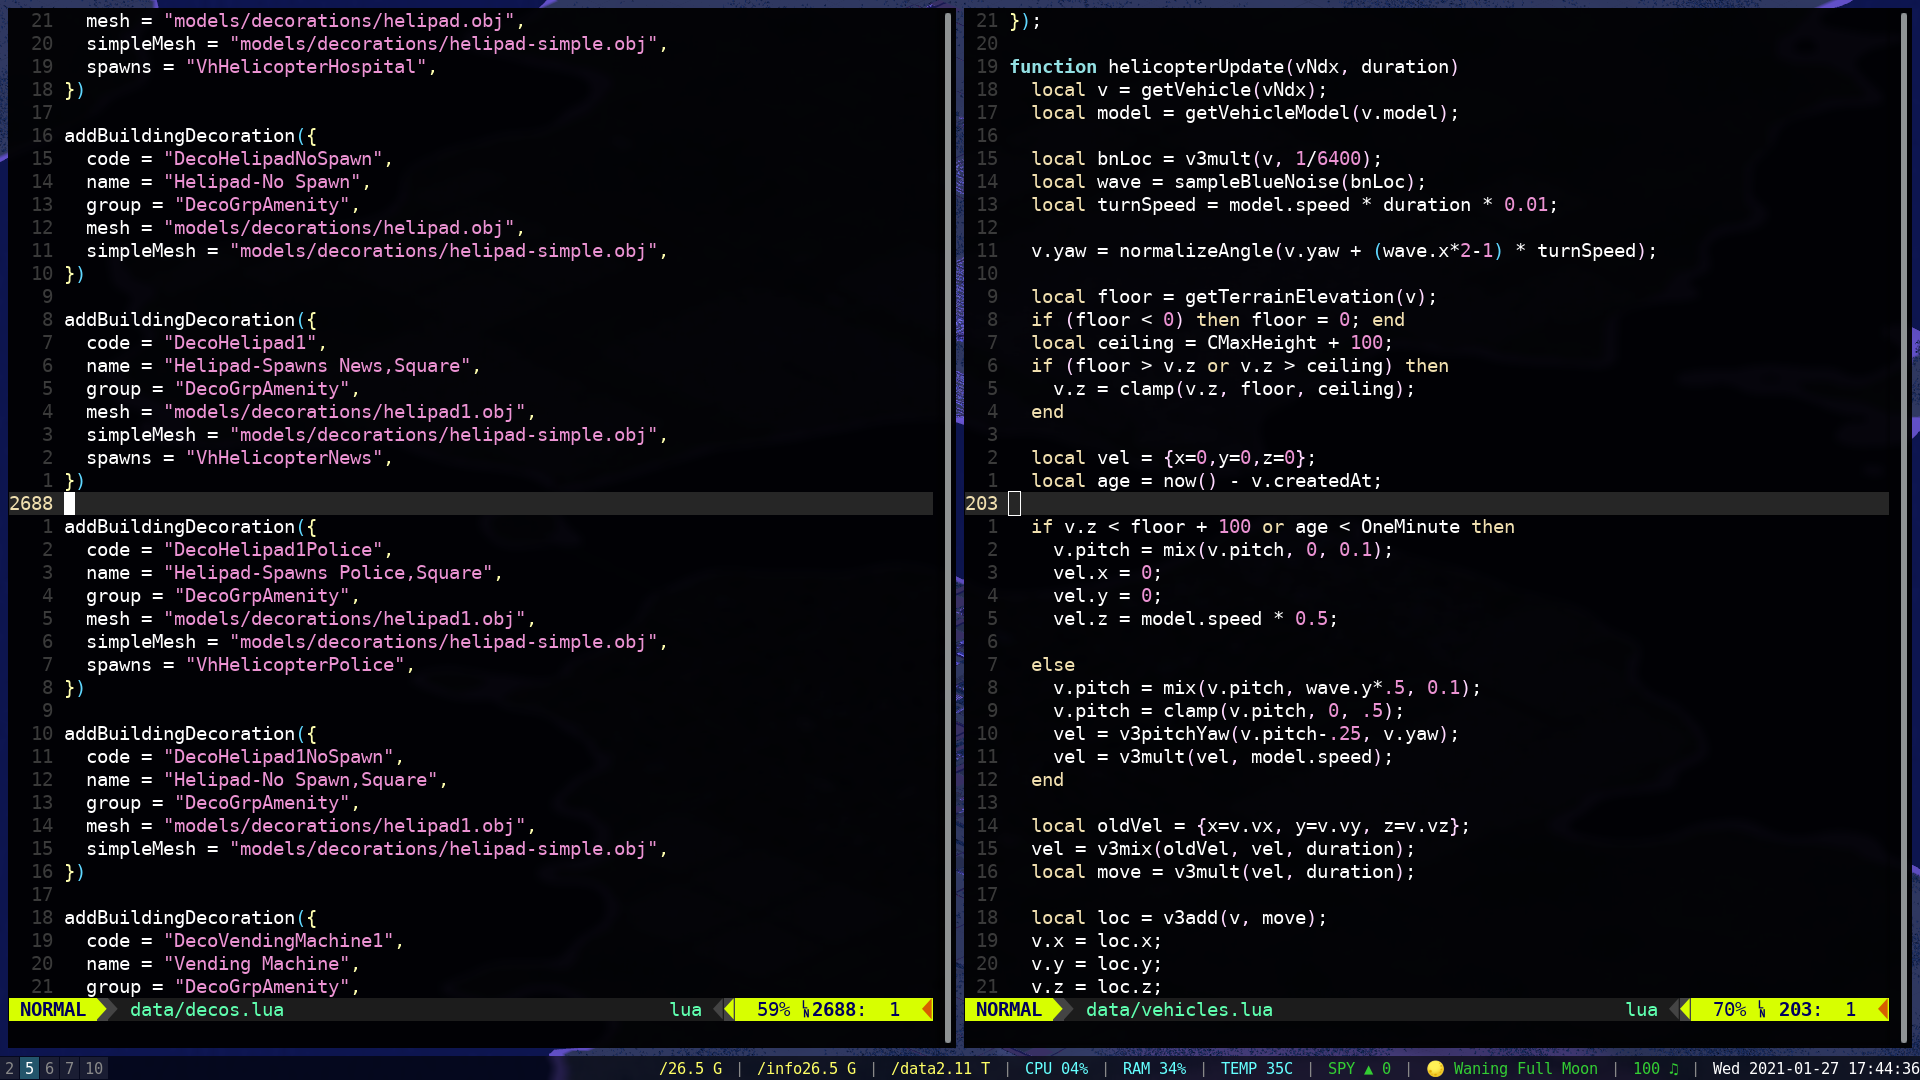 21   mesh = "models/decorations/helipad.obj",
20   simpleMesh = "models/decorations/helipad-simple.obj",
19   spawns = "VhHelicopterHospital",
18 })
17
16 addBuildingDecoration({
15   code = "DecoHelipadNoSpawn",
14   name = "Helipad-No Spawn",
13   group = "DecoGrpAmenity",
12   mesh = "models/decorations/helipad.obj",
11   simpleMesh = "models/decorations/helipad-simple.obj",
10 })
9
8 addBuildingDecoration({
7   code = "DecoHelipad1",
6   name = "Helipad-Spawns News,Square",
5   group = "DecoGrpAmenity",
4   mesh = "models/decorations/helipad1.obj",
3   simpleMesh = "models/decorations/helipad-simple.obj",
2   spawns = "VhHelicopterNews",
1 })
2688
1 addBuildingDecoration({
2   code = "DecoHelipad1Police",
3   name = "Helipad-Spawns Police,Square",
4   group = "DecoGrpAmenity",
5   mesh = "models/decorations/helipad1.obj",
6   simpleMesh = "models/decorations/helipad-simple.obj",
7   spawns = "VhHelicopterPolice",
8 })
9
10 addBuildingDecoration({
11   code = "DecoHelipad1NoSpawn",
12   name = "Helipad-No Spawn,Square",
13   group = "DecoGrpAmenity",
14   mesh = "models/decorations/helipad1.obj",
15   simpleMesh = "models/decorations/helipad-simple.obj",
16 })
17
18 addBuildingDecoration({
19   code = "DecoVendingMachine1",
20   name = "Vending Machine",
21   group = "DecoGrpAmenity",
NORMAL data/decos.lua lua 59% 2688: 1
21 });
20
19 function helicopterUpdate(vNdx, duration)
18   local v = getVehicle(vNdx);
17   local model = getVehicleModel(v.model);
16
15   local bnLoc = v3mult(v, 1/6400);
14   local wave = sampleBlueNoise(bnLoc);
13   local turnSpeed = model.speed * duration * 0.01;
12
11   v.yaw = normalizeAngle(v.yaw + (wave.x*2-1) * turnSpeed);
10
9   local floor = getTerrainElevation(v);
8   if (floor < 0) then floor = 0; end
7   local ceiling = CMaxHeight + 100;
6   if (floor > v.z or v.z > ceiling) then
5     v.z = clamp(v.z, floor, ceiling);
4   end
3
2   local vel = {x=0,y=0,z=0};
1   local age = now() - v.createdAt;
203
1   if v.z < floor + 100 or age < OneMinute then
2     v.pitch = mix(v.pitch, 0, 0.1);
3     vel.x = 0;
4     vel.y = 0;
5     vel.z = model.speed * 0.5;
6
7   else
8     v.pitch = mix(v.pitch, wave.y*.5, 0.1);
9     v.pitch = clamp(v.pitch, 0, .5);
10     vel = v3pitchYaw(v.pitch-.25, v.yaw);
11     vel = v3mult(vel, model.speed);
12   end
13
14   local oldVel = {x=v.vx, y=v.vy, z=v.vz};
15   vel = v3mix(oldVel, vel, duration);
16   local move = v3mult(vel, duration);
17
18   local loc = v3add(v, move);
19   v.x = loc.x;
20   v.y = loc.y;
21   v.z = loc.z;
NORMAL data/vehicles.lua lua 70% 203: 1
2 5 6 7 10 /26.5 G | /info26.5 G | /data2.11 T | CPU 04% | RAM 34% | TEMP 35C | SPY ▲ 0 | Waning Full Moon | 100 ♫ | Wed 2021-01-27 17:44:36